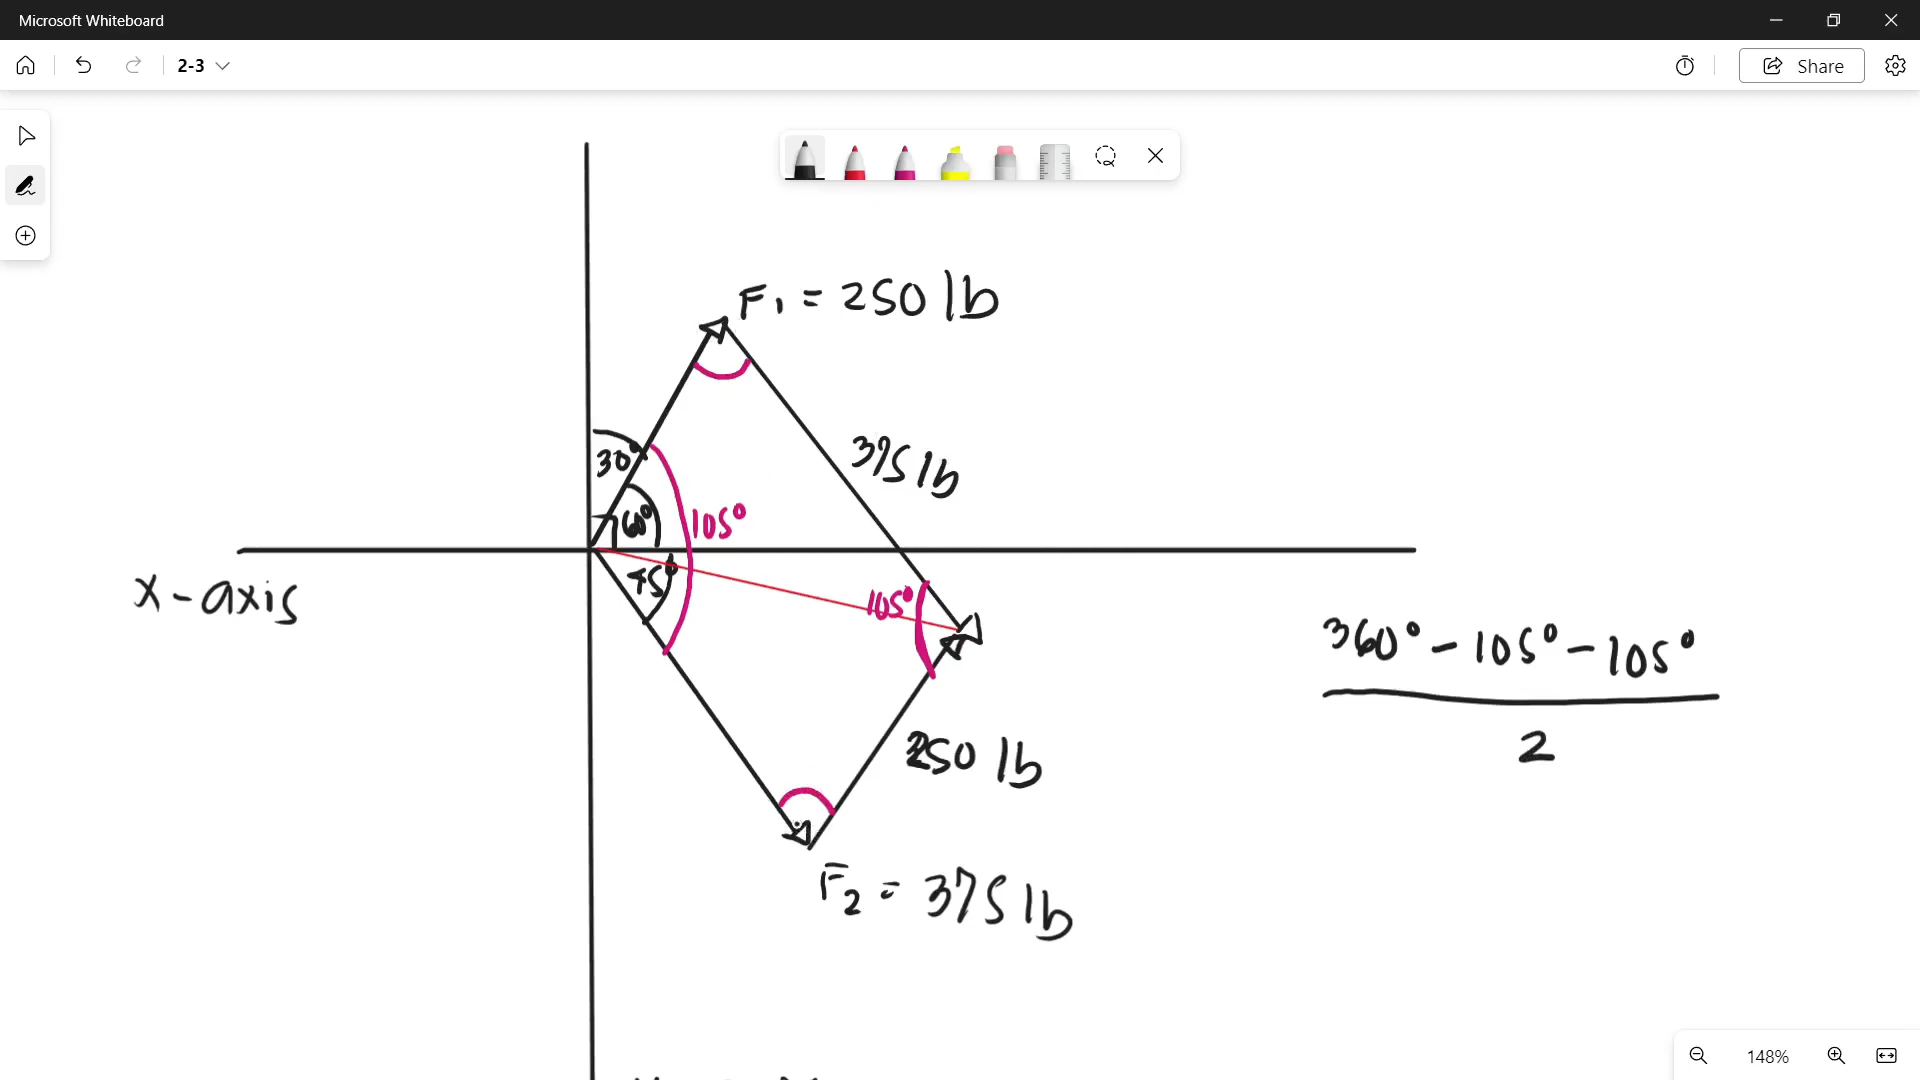 Microsoft Whiteboard
2-3
Share
F1 = 250 lb
30°
375 lb
60°
105°
45°
x-axis
105°
360° - 105° - 105°
2
250 lb
F2 = 375 lb
148%